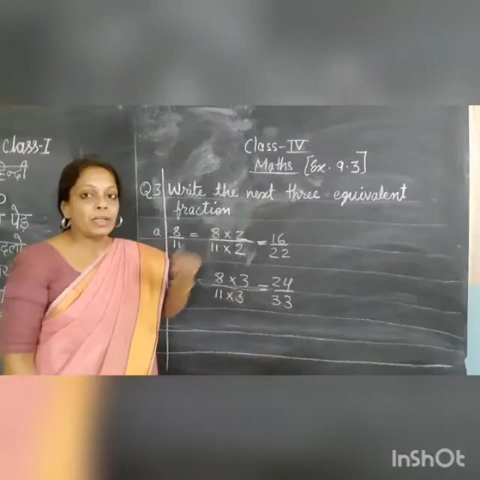 Class-I
हिन्दी
पेड़
Class-IV
Maths [Ex. 9.3]
Q3 Write the next three equivalent
fraction
a 8/11 = 8×2/11×2 = 16/22
8×3/11×3 = 24/33
InShOt